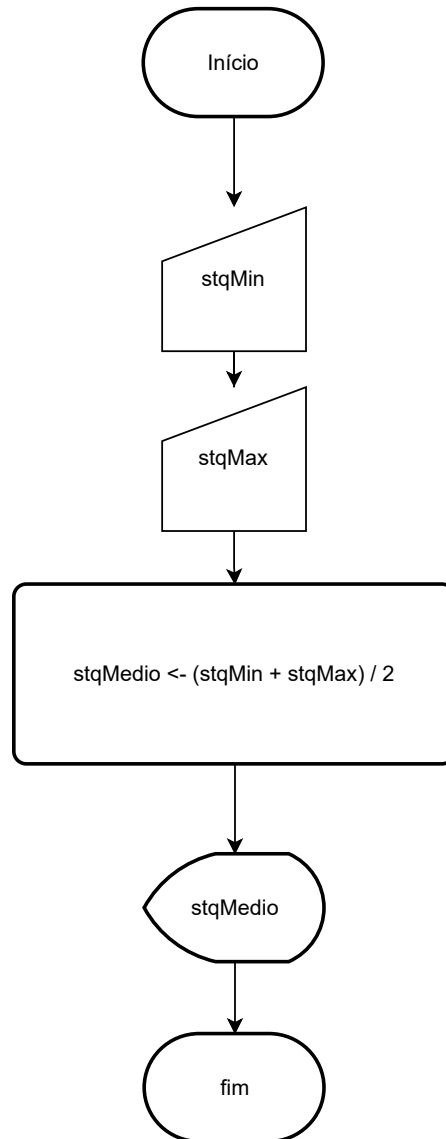 Início
stqMin
stqMax
stqMedio <- (stqMin + stqMax) / 2
stqMedio
fim